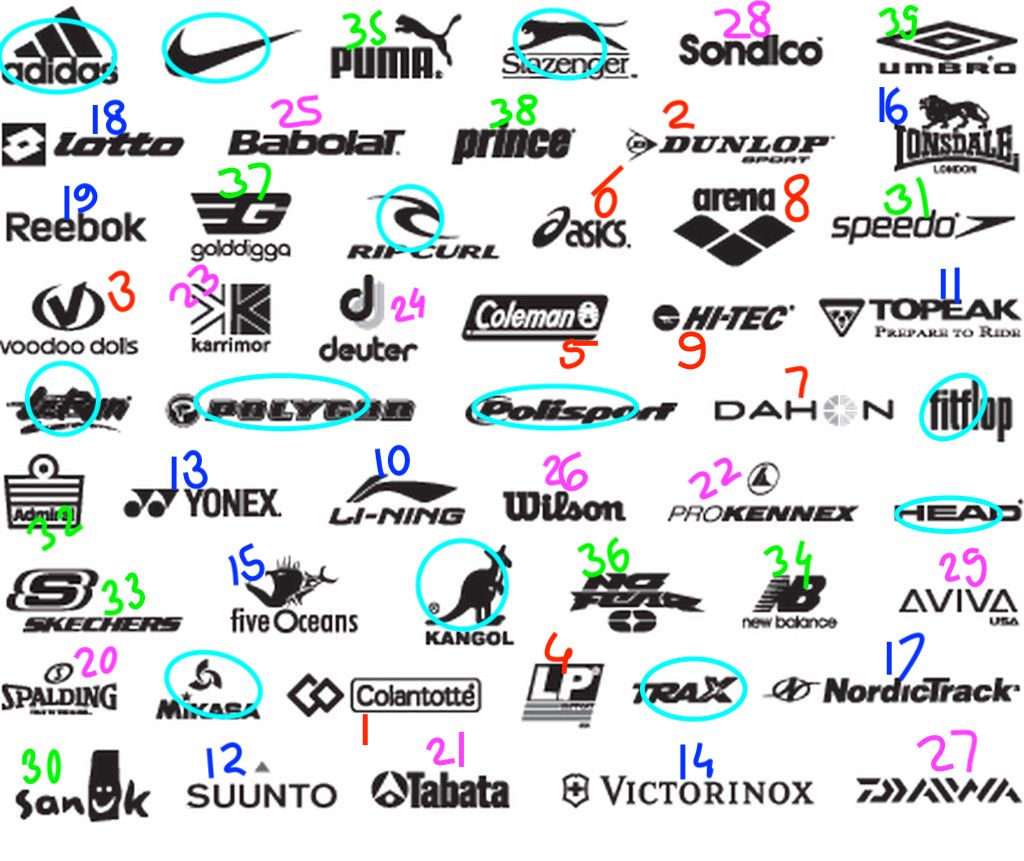 adidas 35 PUMA Slazenger 28 Sondico 39 UMBRO
18 lotto 25 BabolaT 38 prince 2 DUNLOP SPORT 16 LONSDALE LONDON
19 Reebok 37 G golddigga RIP CURL 6 asics arena 8 31 speedo
3 voodoo dolls 23 karrimor 24 d deuter Coleman 5 HI-TEC 9 11 TOPEAK PREPARE TO RIDE
POLYGON Polisport DAHON 7 fitflop
Admiral 32 13 YONEX 10 LI-NING 26 Wilson 22 PROKENNEX HEAD
S 33 SKECHERS 15 five Oceans KANGOL 36 NO FEAR 34 NB new balance 29 AVIVA USA
20 S SPALDING MIKASA Colantotte 1 4 LP SUPPORT TRAX 17 NordicTrack
30 sanuk 12 SUUNTO 21 Tabata 14 VICTORINOX 27 DAIWA